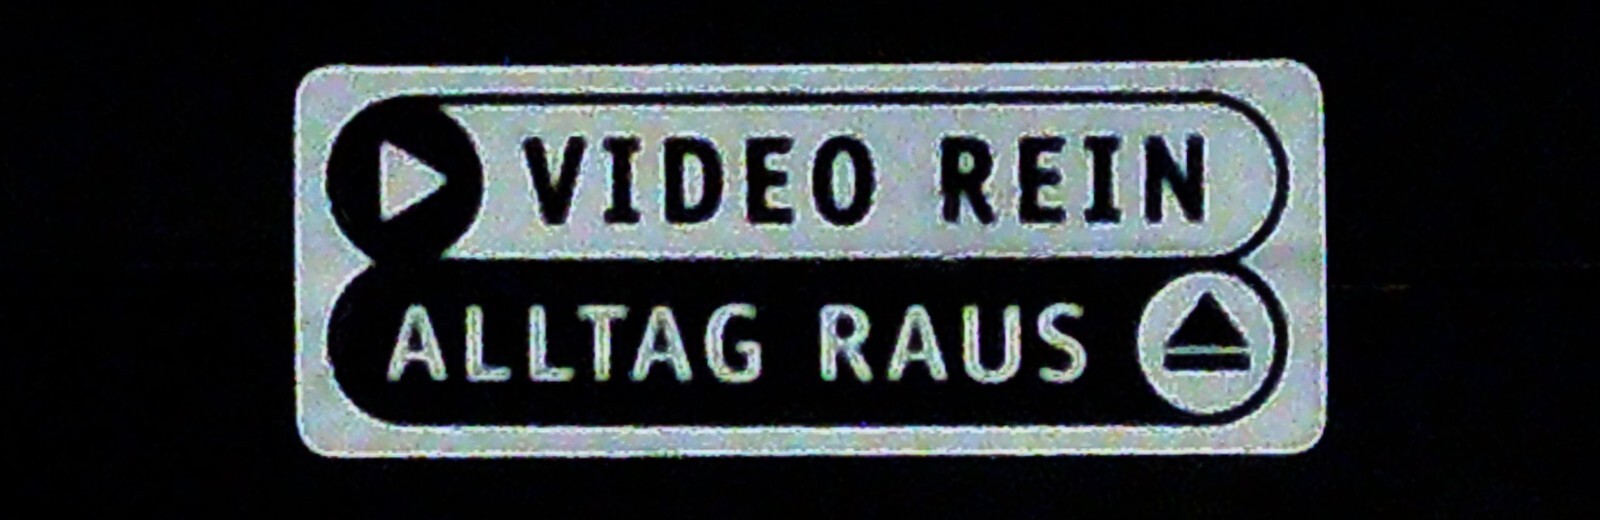 VIDEO REIN
ALLTAG RAUS